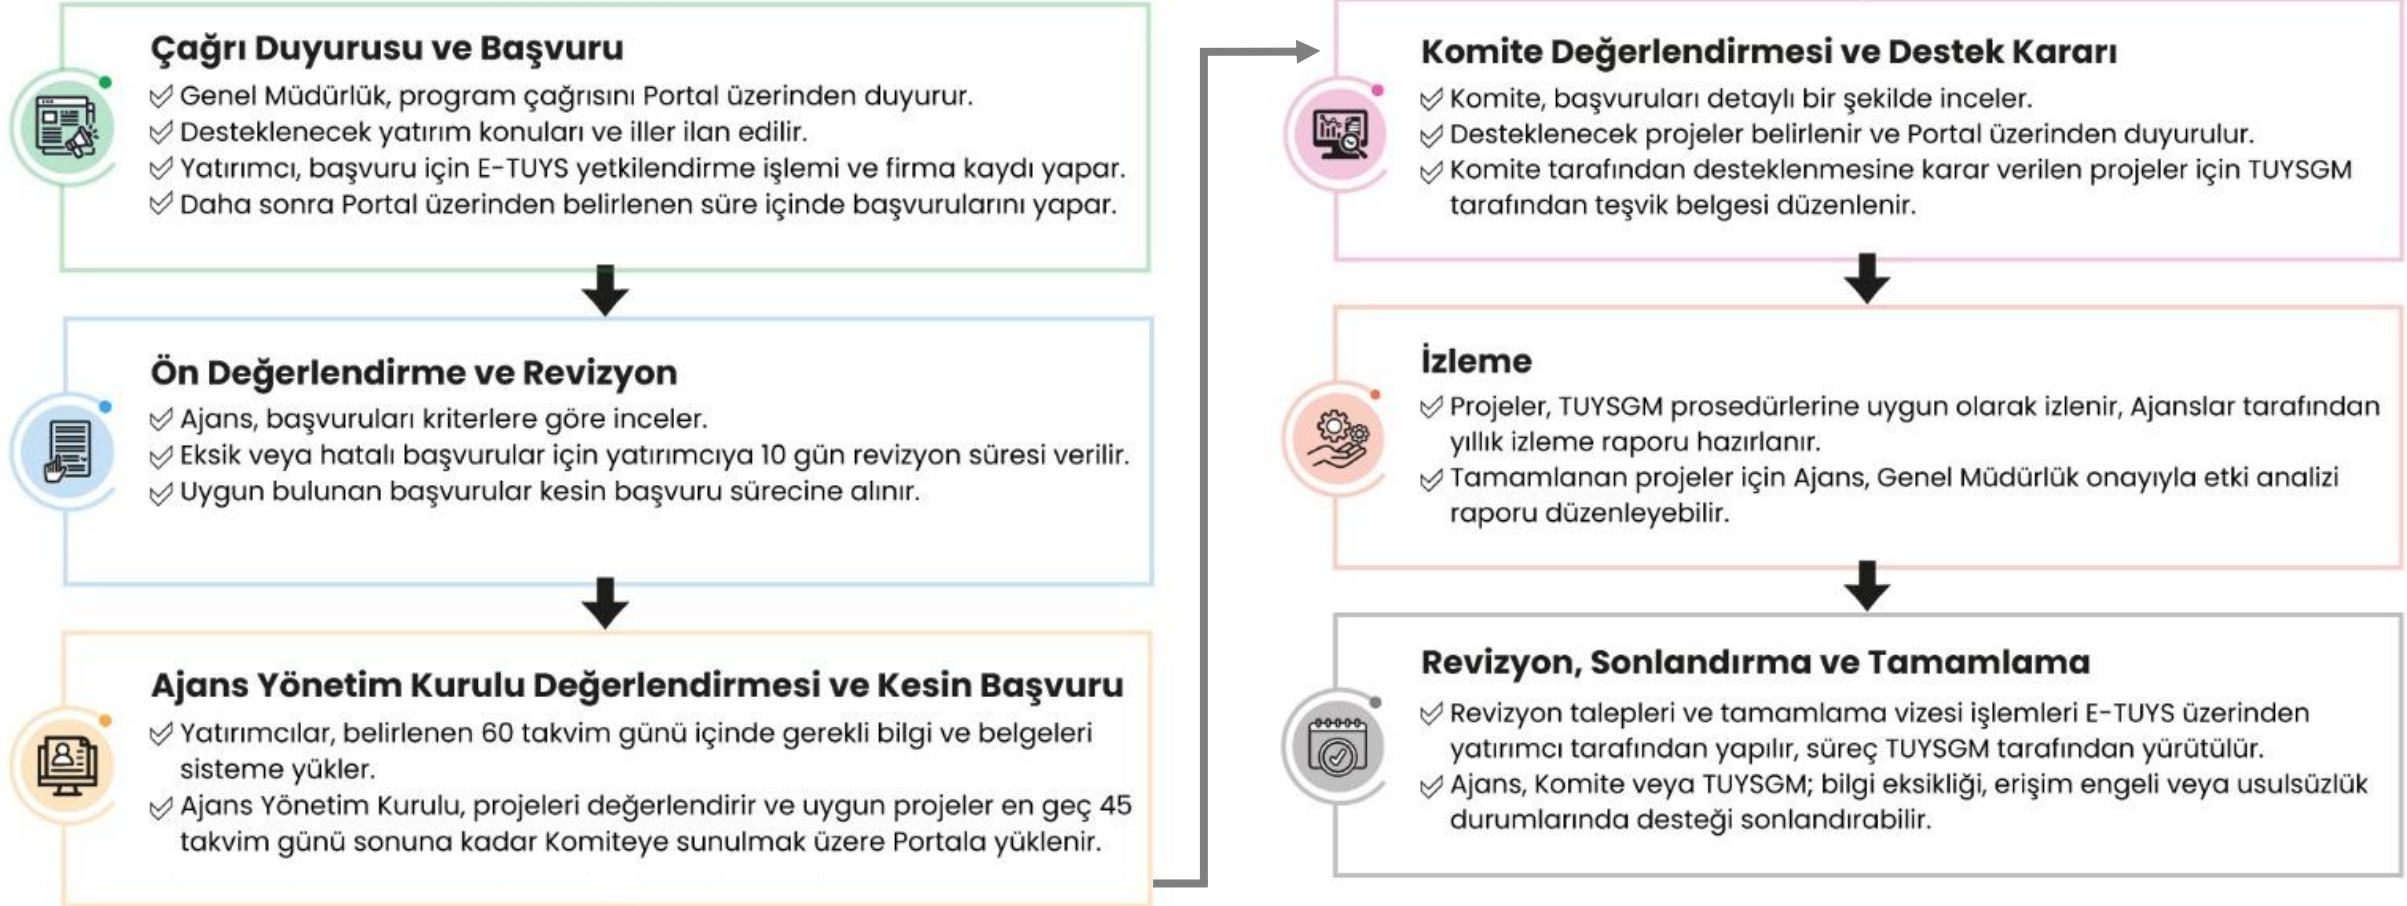 Çağrı Duyurusu ve Başvuru
Genel Müdürlük, program çağrısını Portal üzerinden duyurur.
Desteklenecek yatırım konuları ve iller ilan edilir.
Yatırımcı, başvuru için E-TUYS yetkilendirme işlemi ve firma kaydı yapar.
Daha sonra Portal üzerinden belirlenen süre içinde başvurularını yapar.
Ön Değerlendirme ve Revizyon
Ajans, başvuruları kriterlere göre inceler.
Eksik veya hatalı başvurular için yatırımcıya 10 gün revizyon süresi verilir.
Uygun bulunan başvurular kesin başvuru sürecine alınır.
Ajans Yönetim Kurulu Değerlendirmesi ve Kesin Başvuru
Yatırımcılar, belirlenen 60 takvim günü içinde gerekli bilgi ve belgeleri
sisteme yükler.
Ajans Yönetim Kurulu, projeleri değerlendirir ve uygun projeler en geç 45
takvim günü sonuna kadar Komiteye sunulmak üzere Portala yüklenir.
Komite Değerlendirmesi ve Destek Kararı
Komite, başvuruları detaylı bir şekilde inceler.
Desteklenecek projeler belirlenir ve Portal üzerinden duyurulur.
Komite tarafından desteklenmesine karar verilen projeler için TUYSGM
tarafından teşvik belgesi düzenlenir.
İzleme
Projeler, TUYSGM prosedürlerine uygun olarak izlenir, Ajanslar tarafından
yıllık izleme raporu hazırlanır.
Tamamlanan projeler için Ajans, Genel Müdürlük onayıyla etki analizi
raporu düzenleyebilir.
Revizyon, Sonlandırma ve Tamamlama
Revizyon talepleri ve tamamlama vizesi işlemleri E-TUYS üzerinden
yatırımcı tarafından yapılır, süreç TUYSGM tarafından yürütülür.
Ajans, Komite veya TUYSGM; bilgi eksikliği, erişim engeli veya usulsüzlük
durumlarında desteği sonlandırabilir.